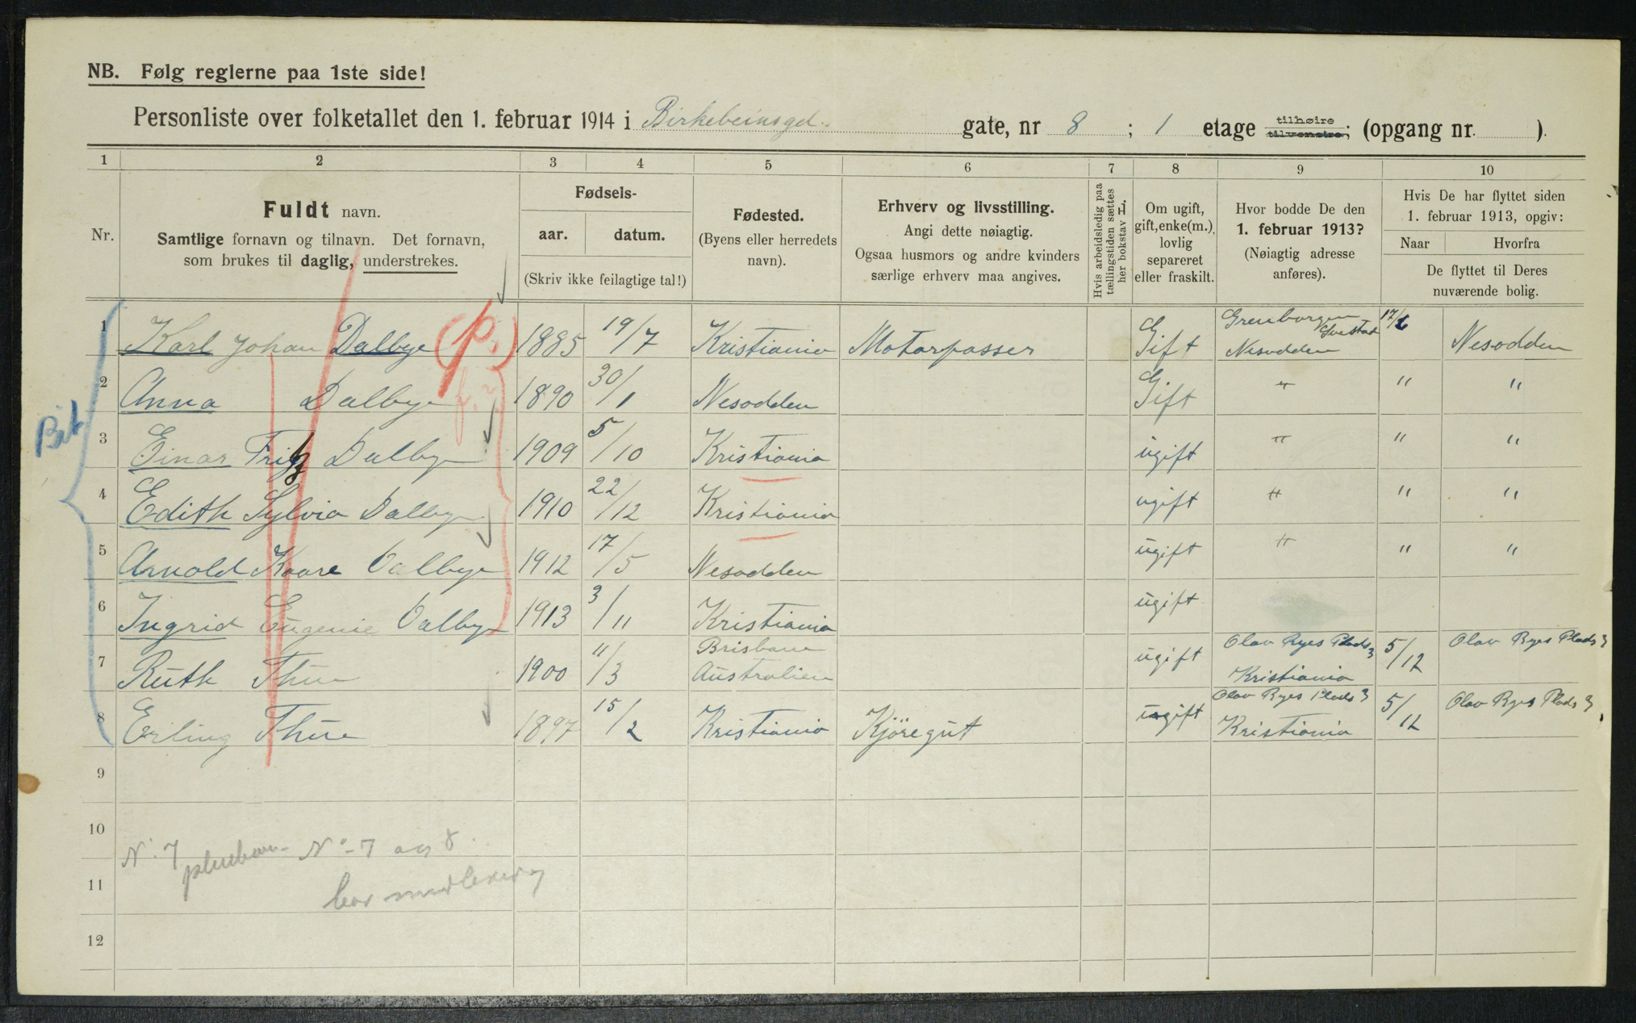 NB. Følg reglerne paa 1ste side!
Personliste over folketallet den 1. februar 1914 i Birkebeinsgd. gate, nr 8 ; 1 etage tilhøire tilvenstre; (opgang nr. ).
1 2 3 4 5 6 7 8 9 10
Nr.
Fuldt navn.
Samtlige fornavn og tilnavn. Det fornavn,
som brukes til daglig, understrekes.
Fødsels-
aar. datum.
(Skriv ikke feilagtige tal!)
Fødested.
(Byens eller herredets
navn).
Erhverv og livsstilling.
Angi dette nøiagtig.
Ogsaa husmors og andre kvinders
særlige erhverv maa angives.
Hvis arbeidsledig paa
tællingstiden sættes
her bokstav L.
Om ugift,
gift, enke(m.),
lovlig
separeret
eller fraskilt.
Hvor bodde De den
1. februar 1913?
(Nøiagtig adresse
anføres).
Hvis De har flyttet siden
1. februar 1913, opgiv:
Naar Hvorfra
De flyttet til Deres
nuværende bolig.
1 Karl Johan Dalbye (p.) 1885 19/7 Kristiania Motorpasser Gift Nesodden Nesodden
2 Anna Dalbye 1890 30/1 Nesodden Gift " " "
3 Einar Fritz Dalbye 1909 5/10 Kristiania ugift " " "
4 Edith Sylvia Dalbye 1910 22/12 Kristiania ugift " " "
5 Arnold Kaare Dalbye 1912 17/5 Nesodden ugift " " "
6 Ingrid Eugenie Dalbye 1913 3/11 Kristiania ugift
7 Ruth Thue 1900 11/3 Brisbane Australien ugift Olav Ryes Plads 3 Kristiania 5/12 Olav Ryes Plads 3
8 Erling Thue 1897 15/2 Kristiania Kjöregut ugift Olav Ryes Plads 3 Kristiania 5/12 Olav Ryes Plads 3
9
10
N: 7 No 7 og 8
11
12